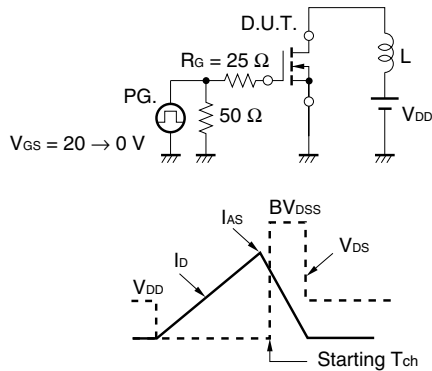 D.U.T.
RG = 25 Ω
L
PG.
50 Ω
VDD
VGS = 20 → 0 V
BVDSS
IAS
ID
VDS
VDD
Starting Tch